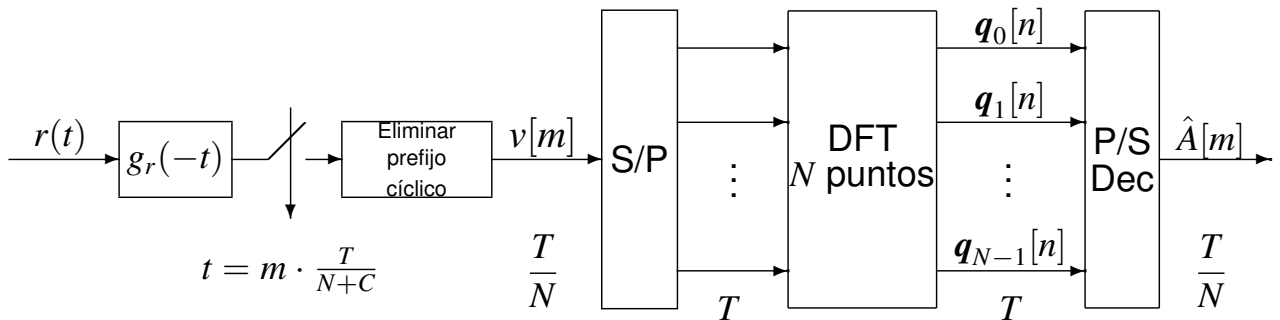 r(t)
g_r(−t)
t = m · T/(N+C)
Eliminar
prefijo
cíclico
v[m]
T/N
S/P
⋮
T
DFT
N puntos
q_0[n]
q_1[n]
⋮
q_{N−1}[n]
T
P/S
Dec
Â[m]
T/N